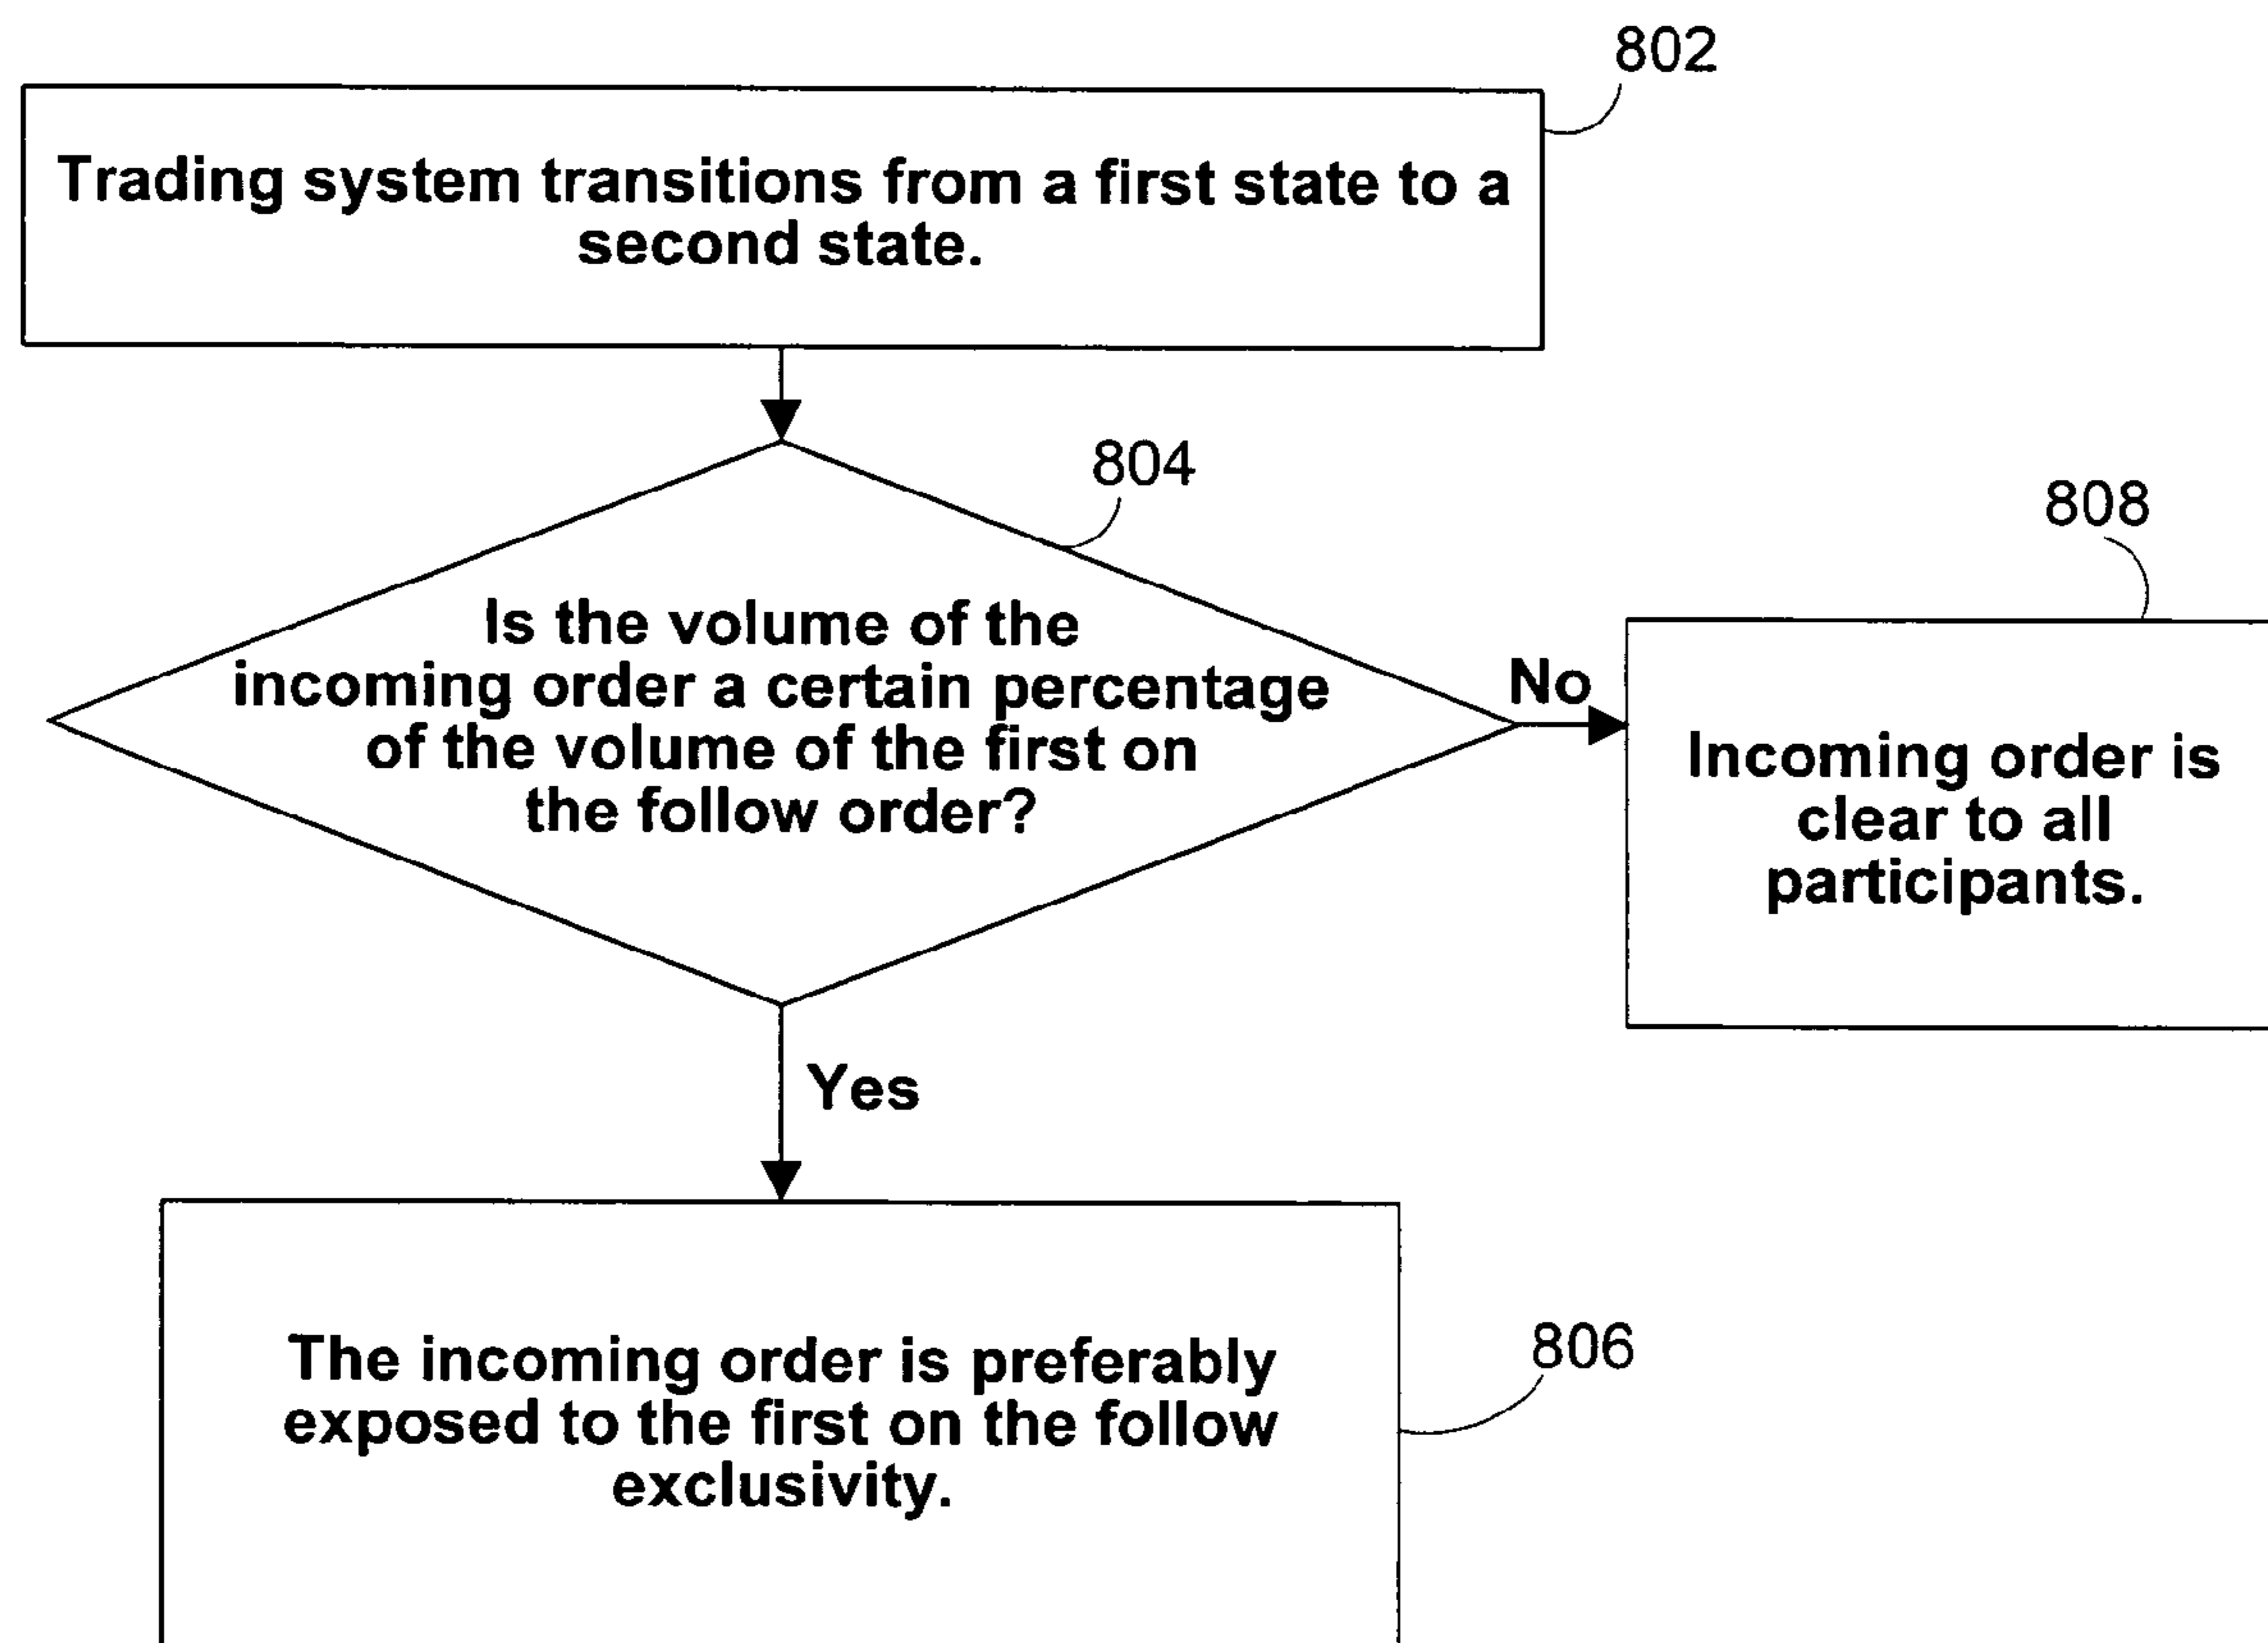 802
Trading system transitions from a first state to a
second state.
804
Is the volume of the
incoming order a certain percentage
of the volume of the first on
the follow order?
No
808
Incoming order is
clear to all
participants.
Yes
The incoming order is preferably
exposed to the first on the follow
exclusivity.
806